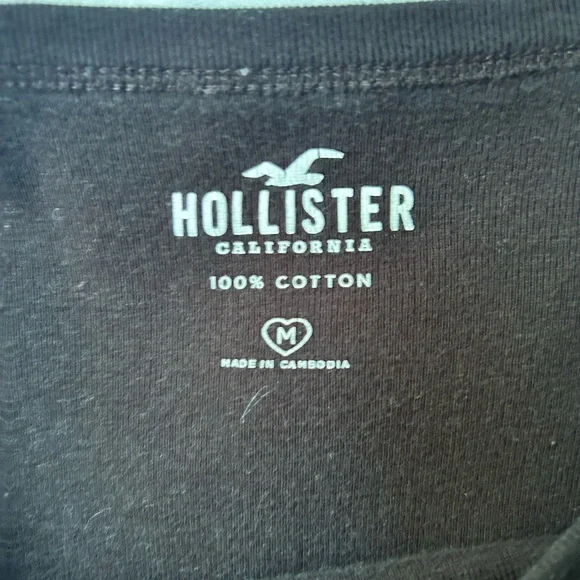 HOLLISTER
CALIFORNIA
100% COTTON
M
MADE IN CAMBODIA